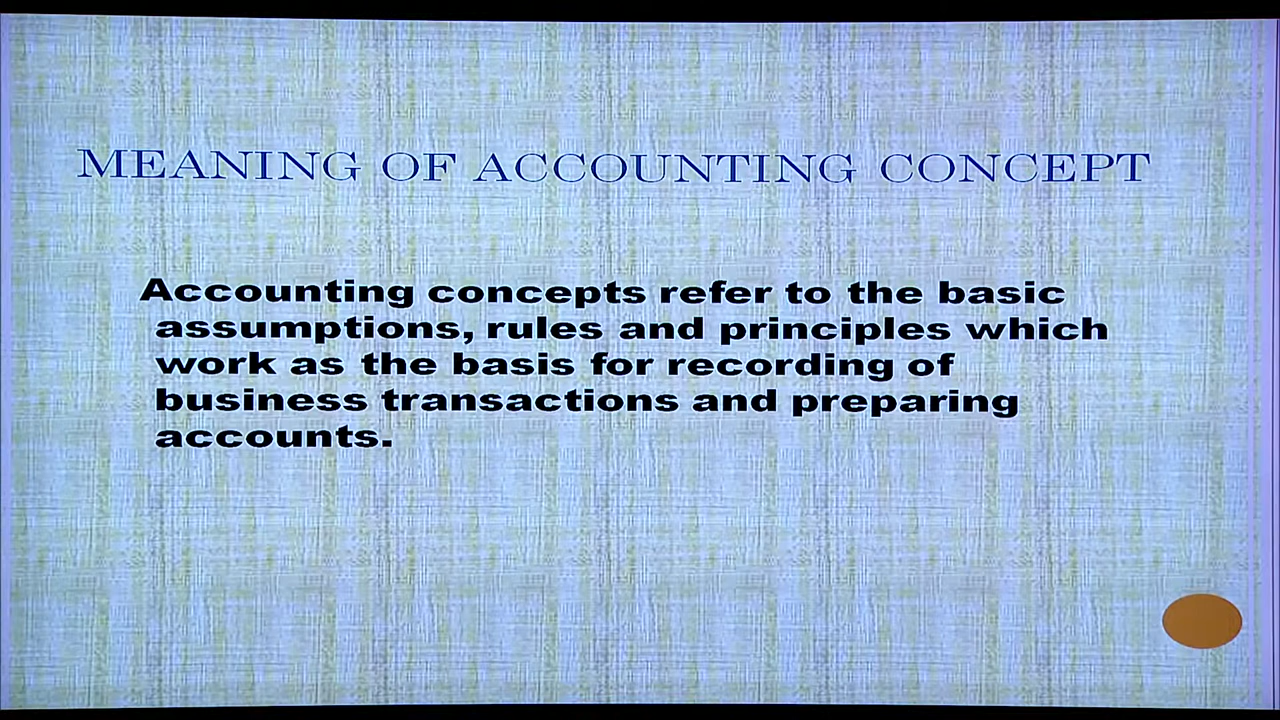 MEANING OF ACCOUNTING CONCEPT
Accounting concepts refer to the basic
assumptions, rules and principles which
work as the basis for recording of
business transactions and preparing
accounts.